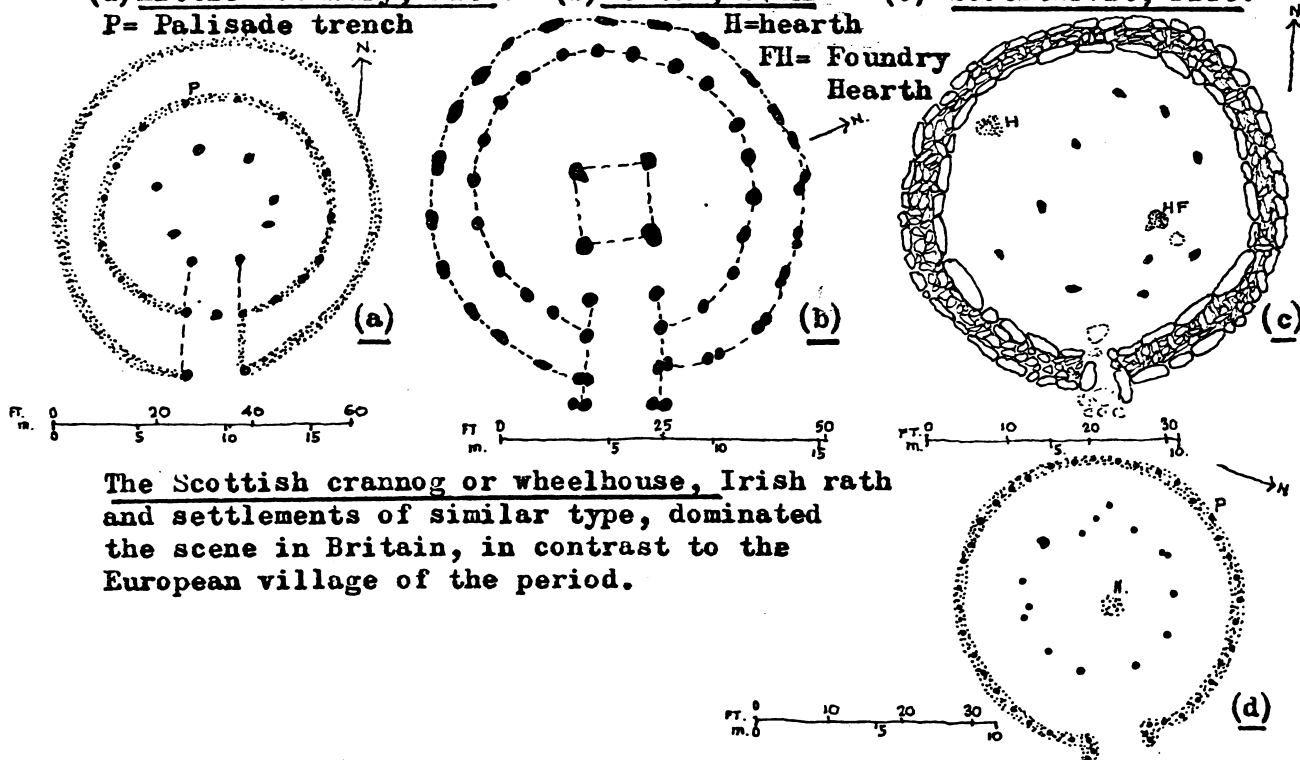 P= Palisade trench
H=hearth
FH= Foundry
Hearth
N.
P
(a)
FT. 0 20 40 60
m. 0 5 10 15
N.
(b)
FT 0 25 50
m. 5 10 15
N
H
HF
(c)
FT. 0 10 20 30
m. 5 10
The Scottish crannog or wheelhouse, Irish rath
and settlements of similar type, dominated
the scene in Britain, in contrast to the
European village of the period.
N
P
H.
(d)
FT. 0 10 20 30
m. 0 5 10